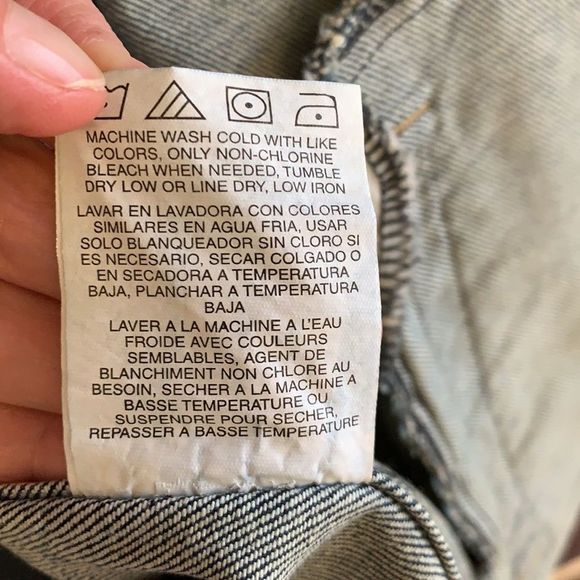 MACHINE WASH COLD WITH LIKE
COLORS, ONLY NON-CHLORINE
BLEACH WHEN NEEDED, TUMBLE
DRY LOW OR LINE DRY, LOW IRON
LAVAR EN LAVADORA CON COLORES
SIMILARES EN AGUA FRIA, USAR
SOLO BLANQUEADOR SIN CLORO SI
ES NECESARIO, SECAR COLGADO O
EN SECADORA A TEMPERATURA
BAJA, PLANCHAR A TEMPERATURA
BAJA
LAVER A LA MACHINE A L'EAU
FROIDE AVEC COULEURS
SEMBLABLES, AGENT DE
BLANCHIMENT NON CHLORE AU
BESOIN, SECHER A LA MACHINE A
BASSE TEMPERATURE OU
SUSPENDRE POUR SECHER,
REPASSER A BASSE TEMPERATURE